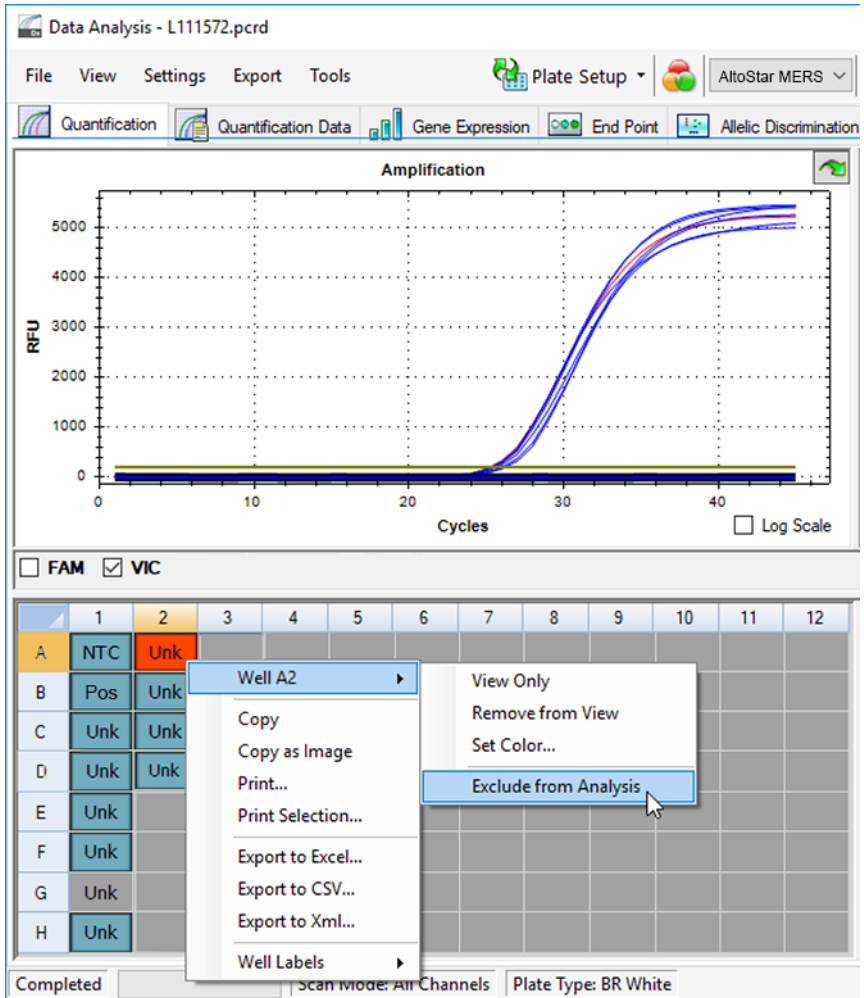 Data Analysis - L111572.pcrd
File View Settings Export Tools Plate Setup AltoStar MERS
Quantification Quantification Data Gene Expression End Point Allelic Discrimination
Amplification
5000
4000
3000
2000
1000
0
RFU
0 10 20 30 40
Cycles
Log Scale
FAM VIC
1 2 3 4 5 6 7 8 9 10 11 12
A NTC Unk
B Pos Unk
C Unk Unk
D Unk Unk
E Unk
F Unk
G Unk
H Unk
Well A2
Copy
Copy as Image
Print...
Print Selection...
Export to Excel...
Export to CSV...
Export to Xml...
Well Labels
View Only
Remove from View
Set Color...
Exclude from Analysis
Completed Scan Mode: All Channels Plate Type: BR White